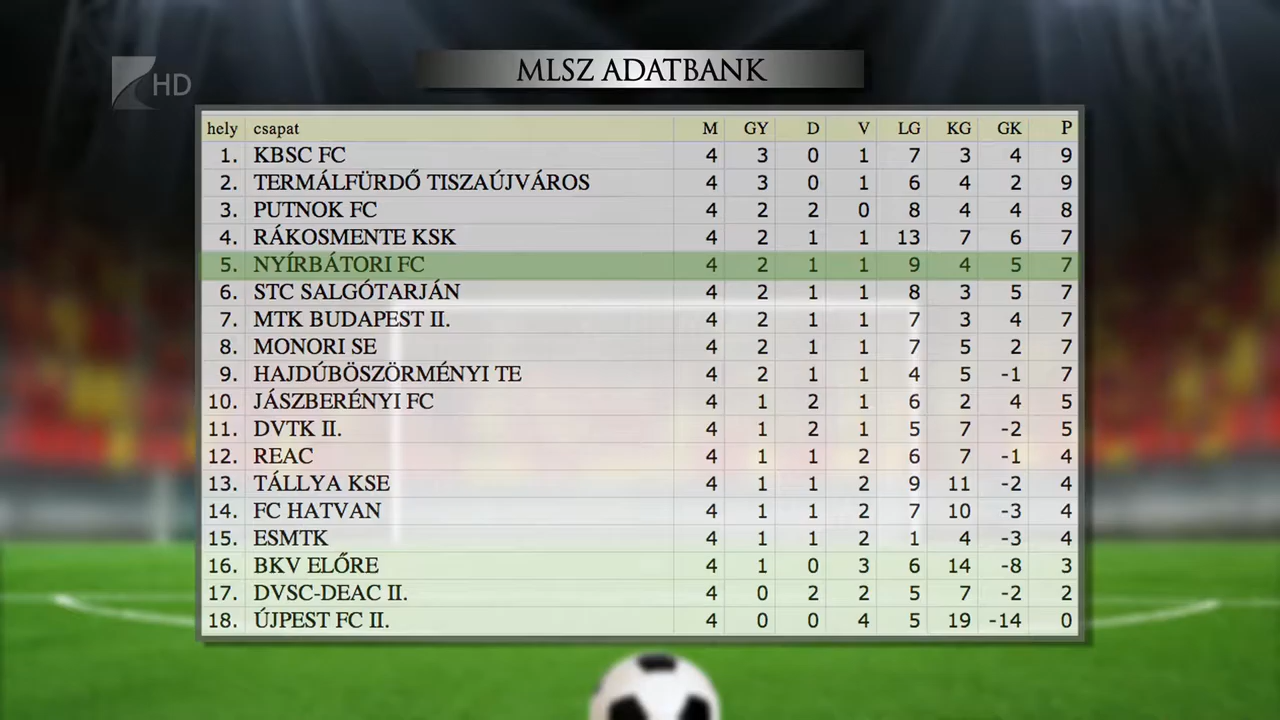 HD
MLSZ ADATBANK
hely csapat M GY D V LG KG GK P
1. KBSC FC 4 3 0 1 7 3 4 9
2. TERMÁLFÜRDŐ TISZAÚJVÁROS 4 3 0 1 6 4 2 9
3. PUTNOK FC 4 2 2 0 8 4 4 8
4. RÁKOSMENTE KSK 4 2 1 1 13 7 6 7
5. NYÍRBÁTORI FC 4 2 1 1 9 4 5 7
6. STC SALGÓTARJÁN 4 2 1 1 8 3 5 7
7. MTK BUDAPEST II. 4 2 1 1 7 3 4 7
8. MONORI SE 4 2 1 1 7 5 2 7
9. HAJDÚBÖSZÖRMÉNYI TE 4 2 1 1 4 5 -1 7
10. JÁSZBERÉNYI FC 4 1 2 1 6 2 4 5
11. DVTK II. 4 1 2 1 5 7 -2 5
12. REAC 4 1 1 2 6 7 -1 4
13. TÁLLYA KSE 4 1 1 2 9 11 -2 4
14. FC HATVAN 4 1 1 2 7 10 -3 4
15. ESMTK 4 1 1 2 1 4 -3 4
16. BKV ELŐRE 4 1 0 3 6 14 -8 3
17. DVSC-DEAC II. 4 0 2 2 5 7 -2 2
18. ÚJPEST FC II. 4 0 0 4 5 19 -14 0